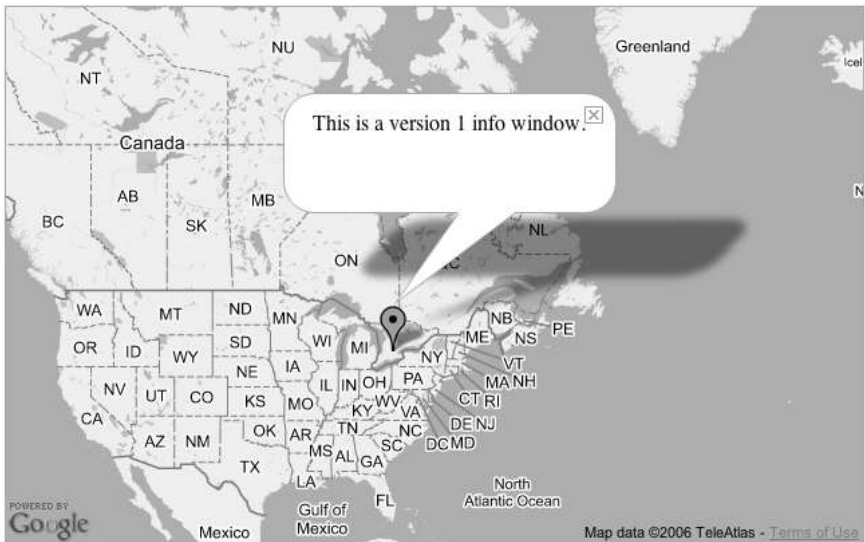 NU
Greenland
Icel
NT
This is a version 1 info window.
Canada
AB
MB
BC
SK
NL
ON
WA
MT
ND
MN
NB
PE
OR
ID
SD
WI
MI
ME
NS
WY
NE
IA
NY
VT
NV
UT
CO
IL
IN
OH
PA
MA
NH
KS
MO
KY
WV
VA
CT
RI
CA
OK
TN
NC
DE
NJ
AZ
NM
AR
SC
DC
MD
MS
AL
GA
TX
LA
FL
North
Atlantic Ocean
Gulf of
Mexico
Mexico
POWERED BY
Google
Map data ©2006 TeleAtlas - Terms of Use